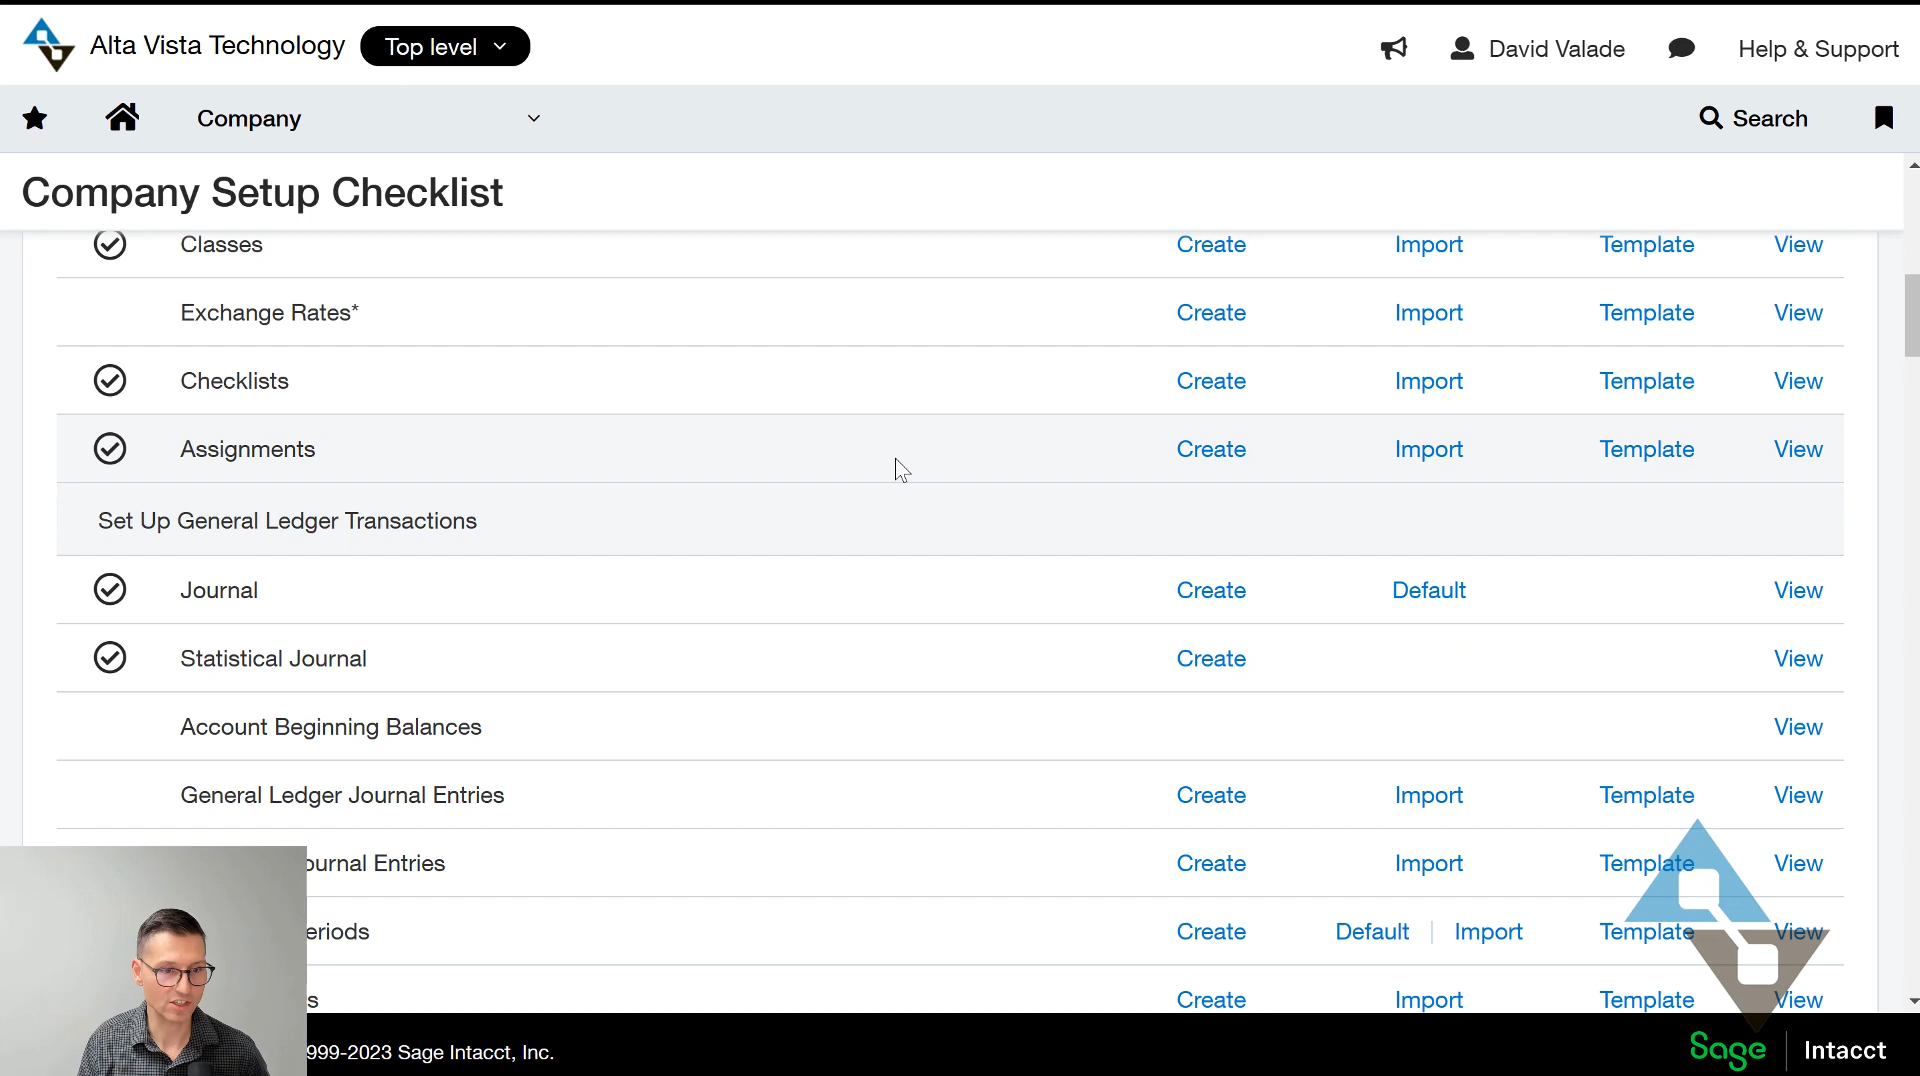 Alta Vista Technology Top level David Valade Help & Support
Company Search
Company Setup Checklist
Classes Create Import Template View
Exchange Rates* Create Import Template View
Checklists Create Import Template View
Assignments Create Import Template View
Set Up General Ledger Transactions
Journal Create Default View
Statistical Journal Create View
Account Beginning Balances View
General Ledger Journal Entries Create Import Template View
ournal Entries Create Import Template View
eriods Create Default Import Template View
s Create Import Template View
999-2023 Sage Intacct, Inc. Sage Intacct